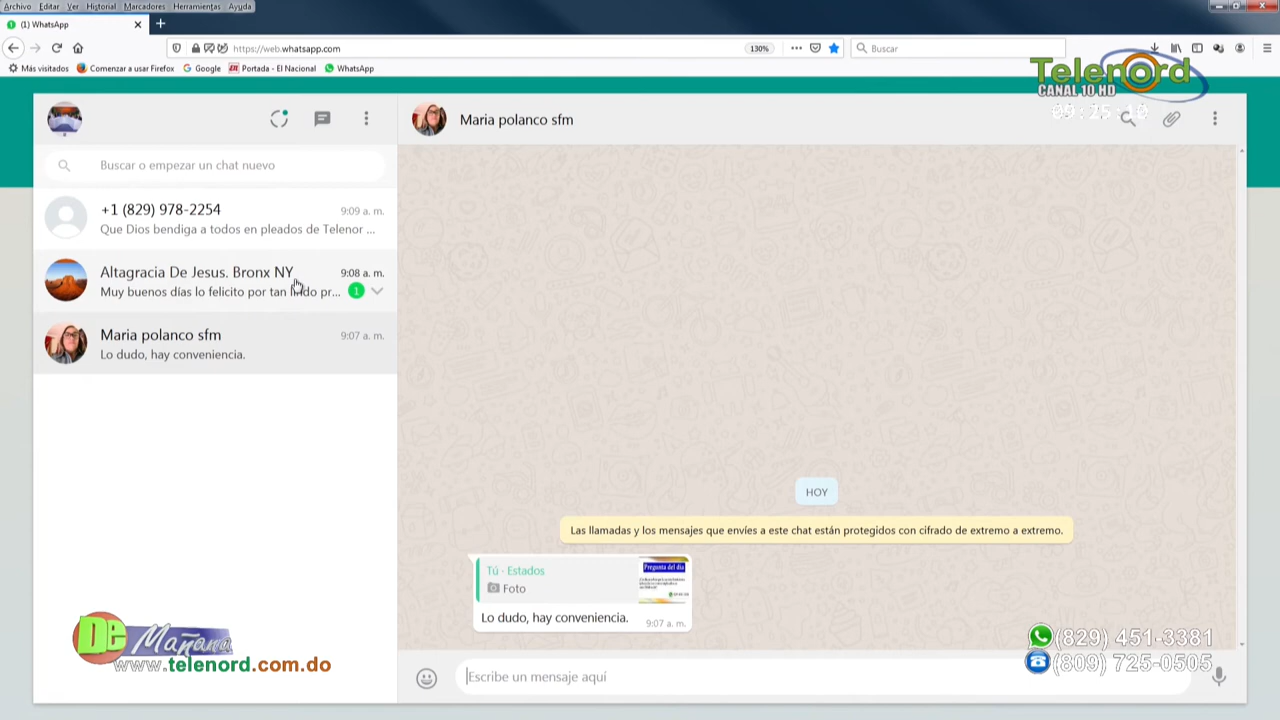 Archivo Editar Ver Historial Marcadores Herramientas Ayuda
(1) WhatsApp
https://web.whatsapp.com
130%
Buscar
Más visitados Comenzar a usar Firefox Google Portada - El Nacional WhatsApp
Telenord
CANAL 10 HD
09:25:10
Maria polanco sfm
Buscar o empezar un chat nuevo
+1 (829) 978-2254 9:09 a. m.
Que Dios bendiga a todos en pleados de Telenor ...
Altagracia De Jesus. Bronx NY 9:08 a. m.
Muy buenos días lo felicito por tan lindo pr... 1
Maria polanco sfm 9:07 a. m.
Lo dudo, hay conveniencia.
HOY
Las llamadas y los mensajes que envíes a este chat están protegidos con cifrado de extremo a extremo.
Tú · Estados
Foto
Pregunta del día
Lo dudo, hay conveniencia. 9:07 a. m.
De Mañana
www.telenord.com.do
(829) 451-3381
(809) 725-0505
Escribe un mensaje aquí